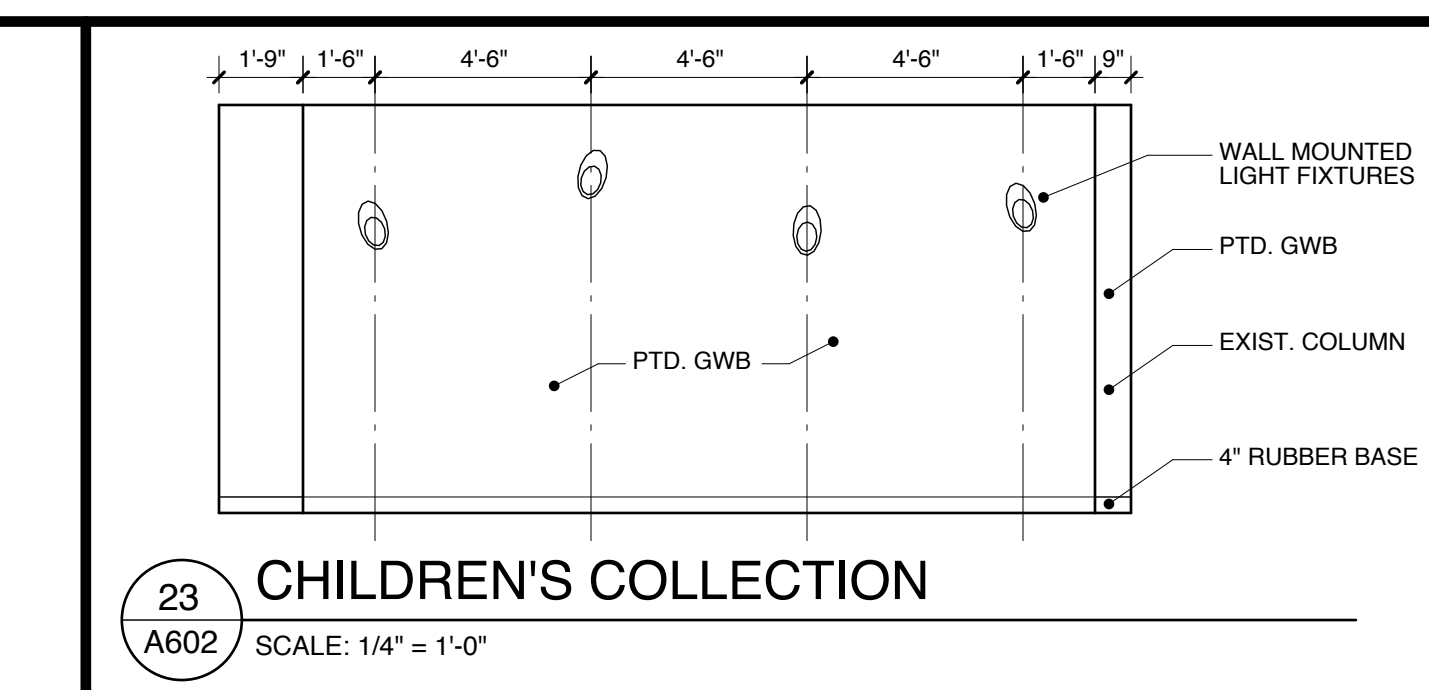 1'-9" 1'-6" 4'-6" 4'-6" 4'-6" 1'-6" 9"
WALL MOUNTED
LIGHT FIXTURES
PTD. GWB
EXIST. COLUMN
PTD. GWB
4" RUBBER BASE
23
A602
CHILDREN'S COLLECTION
SCALE: 1/4" = 1'-0"